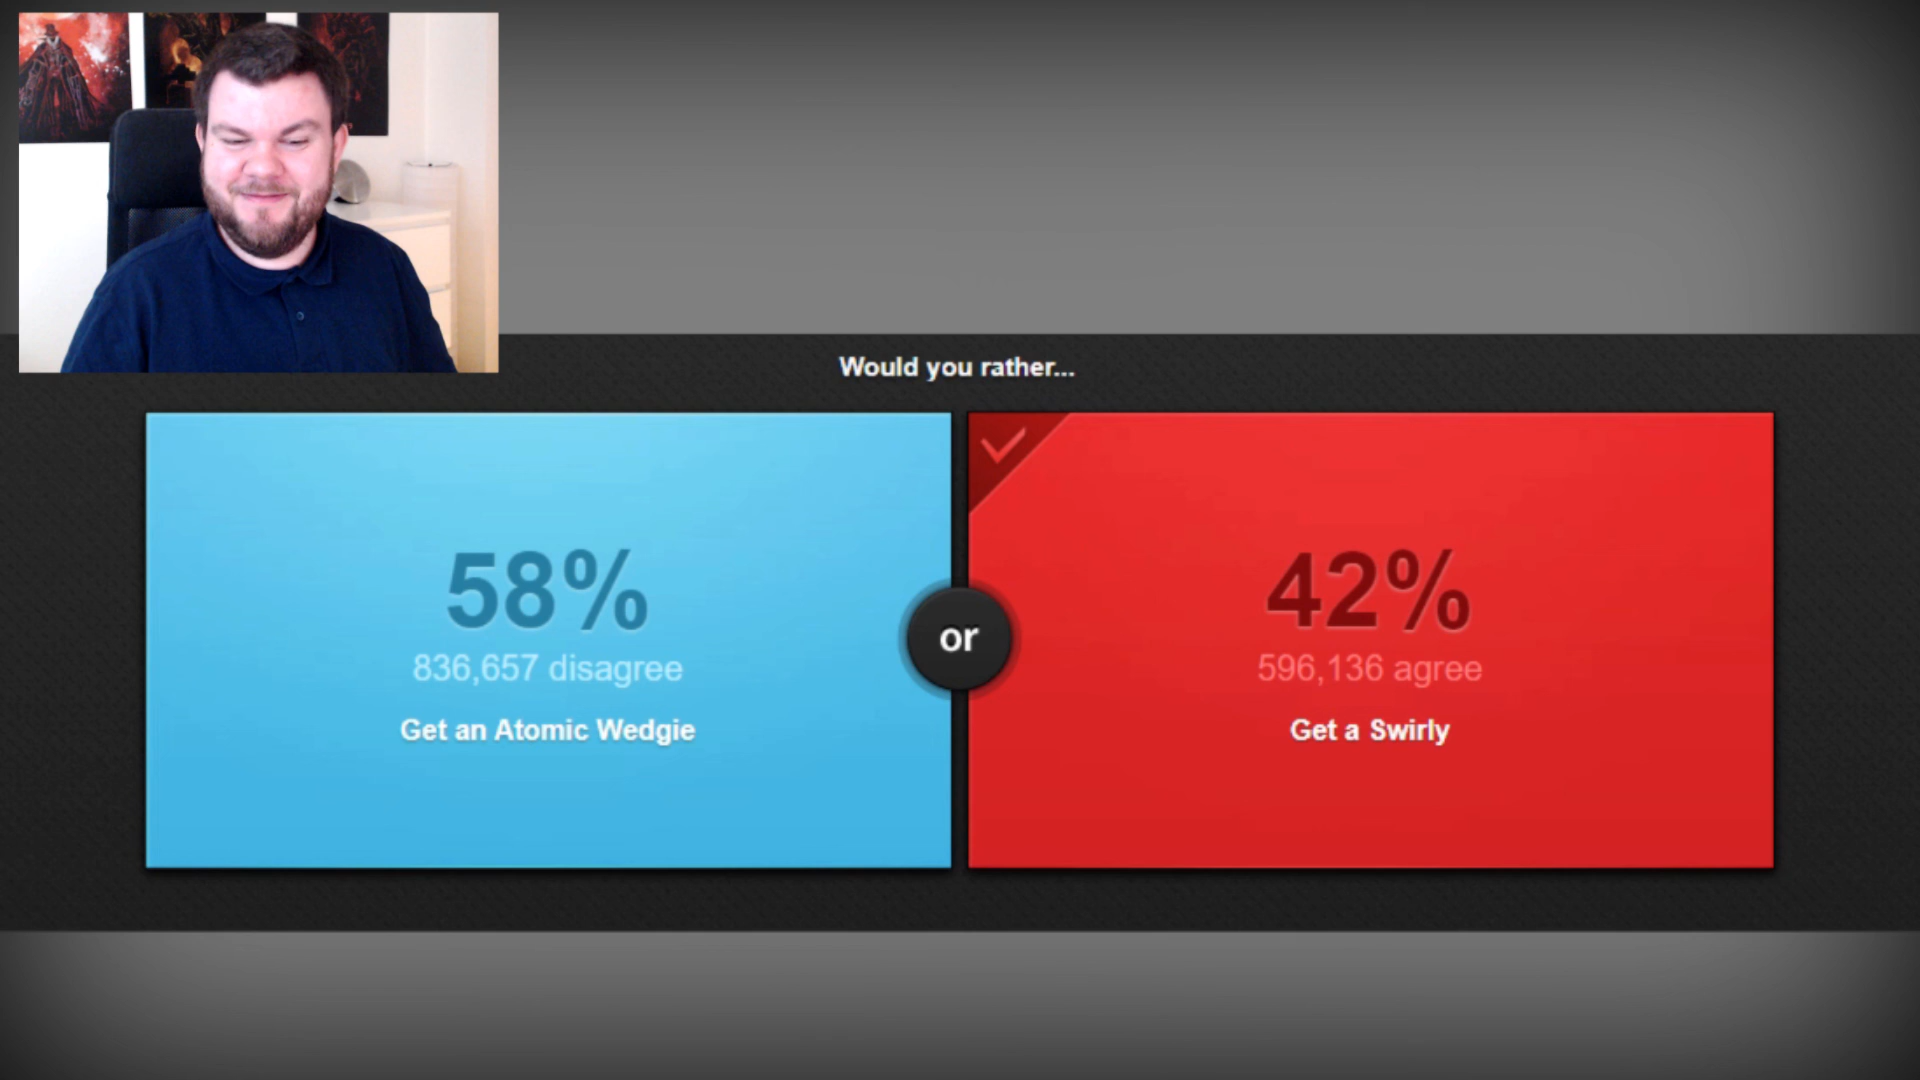 Would you rather...
58%
836,657 disagree
Get an Atomic Wedgie
or
42%
596,136 agree
Get a Swirly